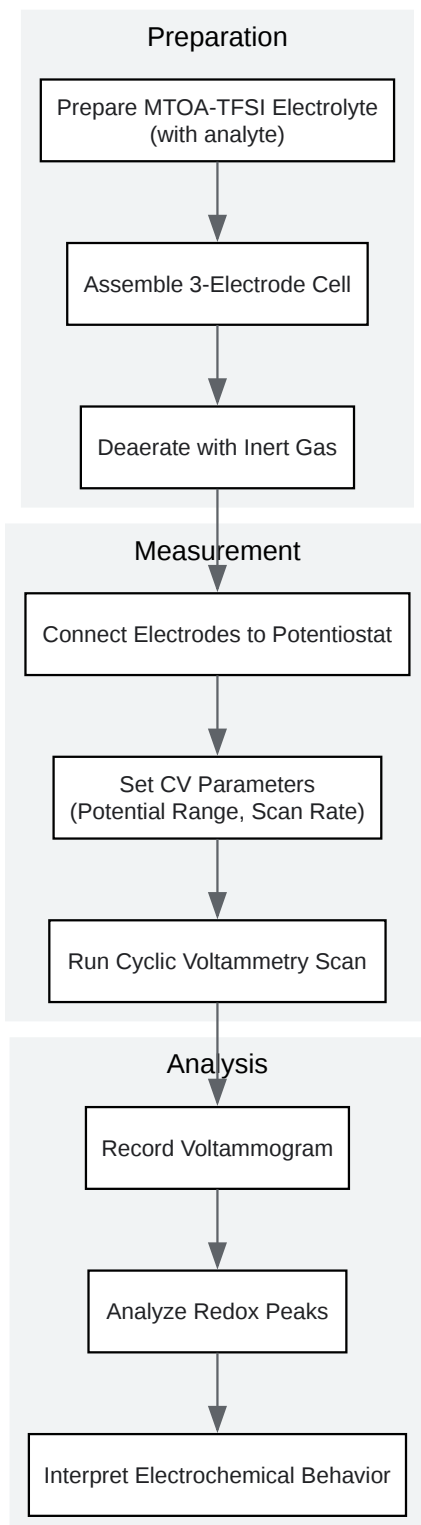 Preparation
Prepare MTOA-TFSI Electrolyte
(with analyte)
Assemble 3-Electrode Cell
Deaerate with Inert Gas
Measurement
Connect Electrodes to Potentiostat
Set CV Parameters
(Potential Range, Scan Rate)
Run Cyclic Voltammetry Scan
Analysis
Record Voltammogram
Analyze Redox Peaks
Interpret Electrochemical Behavior